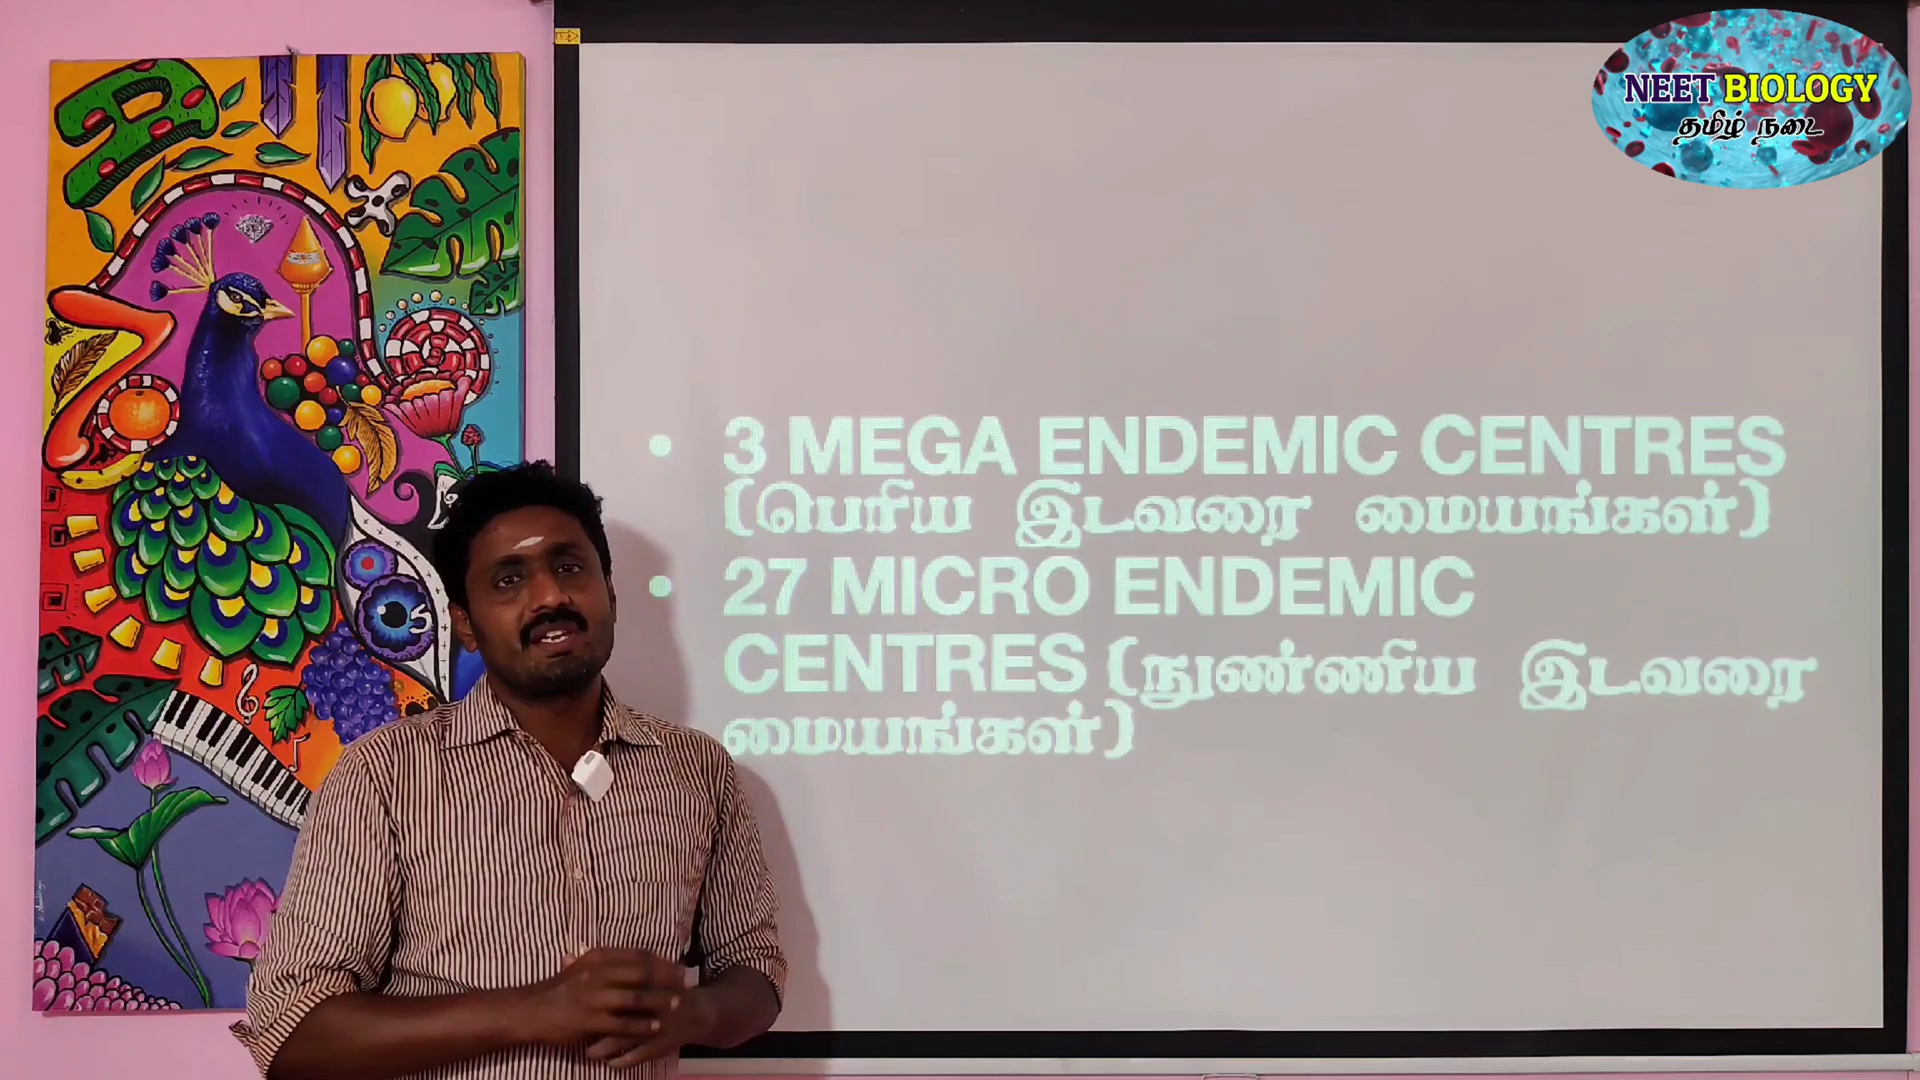 NEET BIOLOGY
தமிழ் நடை
• 3 MEGA ENDEMIC CENTRES
(பெரிய இடவரை மையங்கள்)
• 27 MICRO ENDEMIC
CENTRES (நுண்ணிய இடவரை
மையங்கள்)